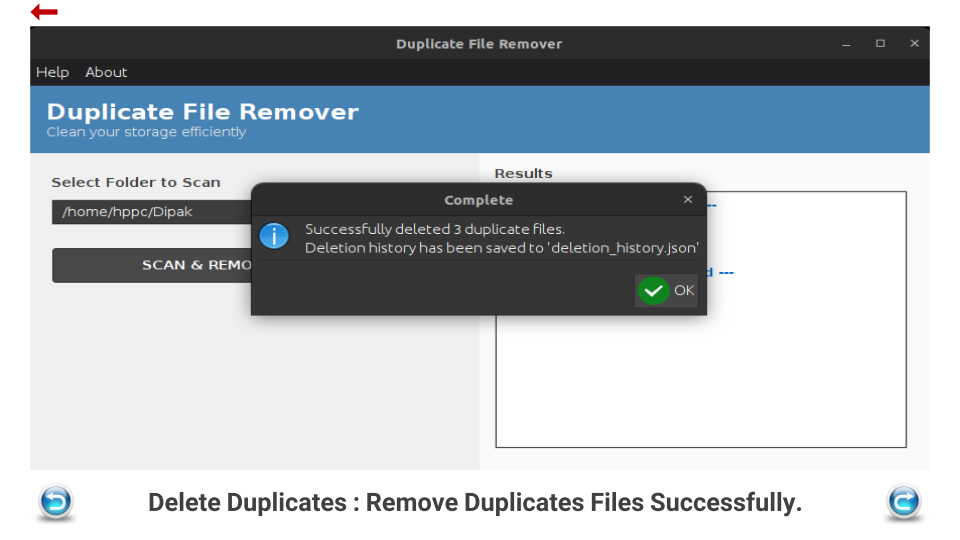 Duplicate File Remover
Help About
Duplicate File Remover
Clean your storage efficiently
Select Folder to Scan
/home/hppc/Dipak
SCAN & REMO
Results
--
d ---
Complete
Successfully deleted 3 duplicate files.
Deletion history has been saved to 'deletion_history.json'
OK
Delete Duplicates : Remove Duplicates Files Successfully.